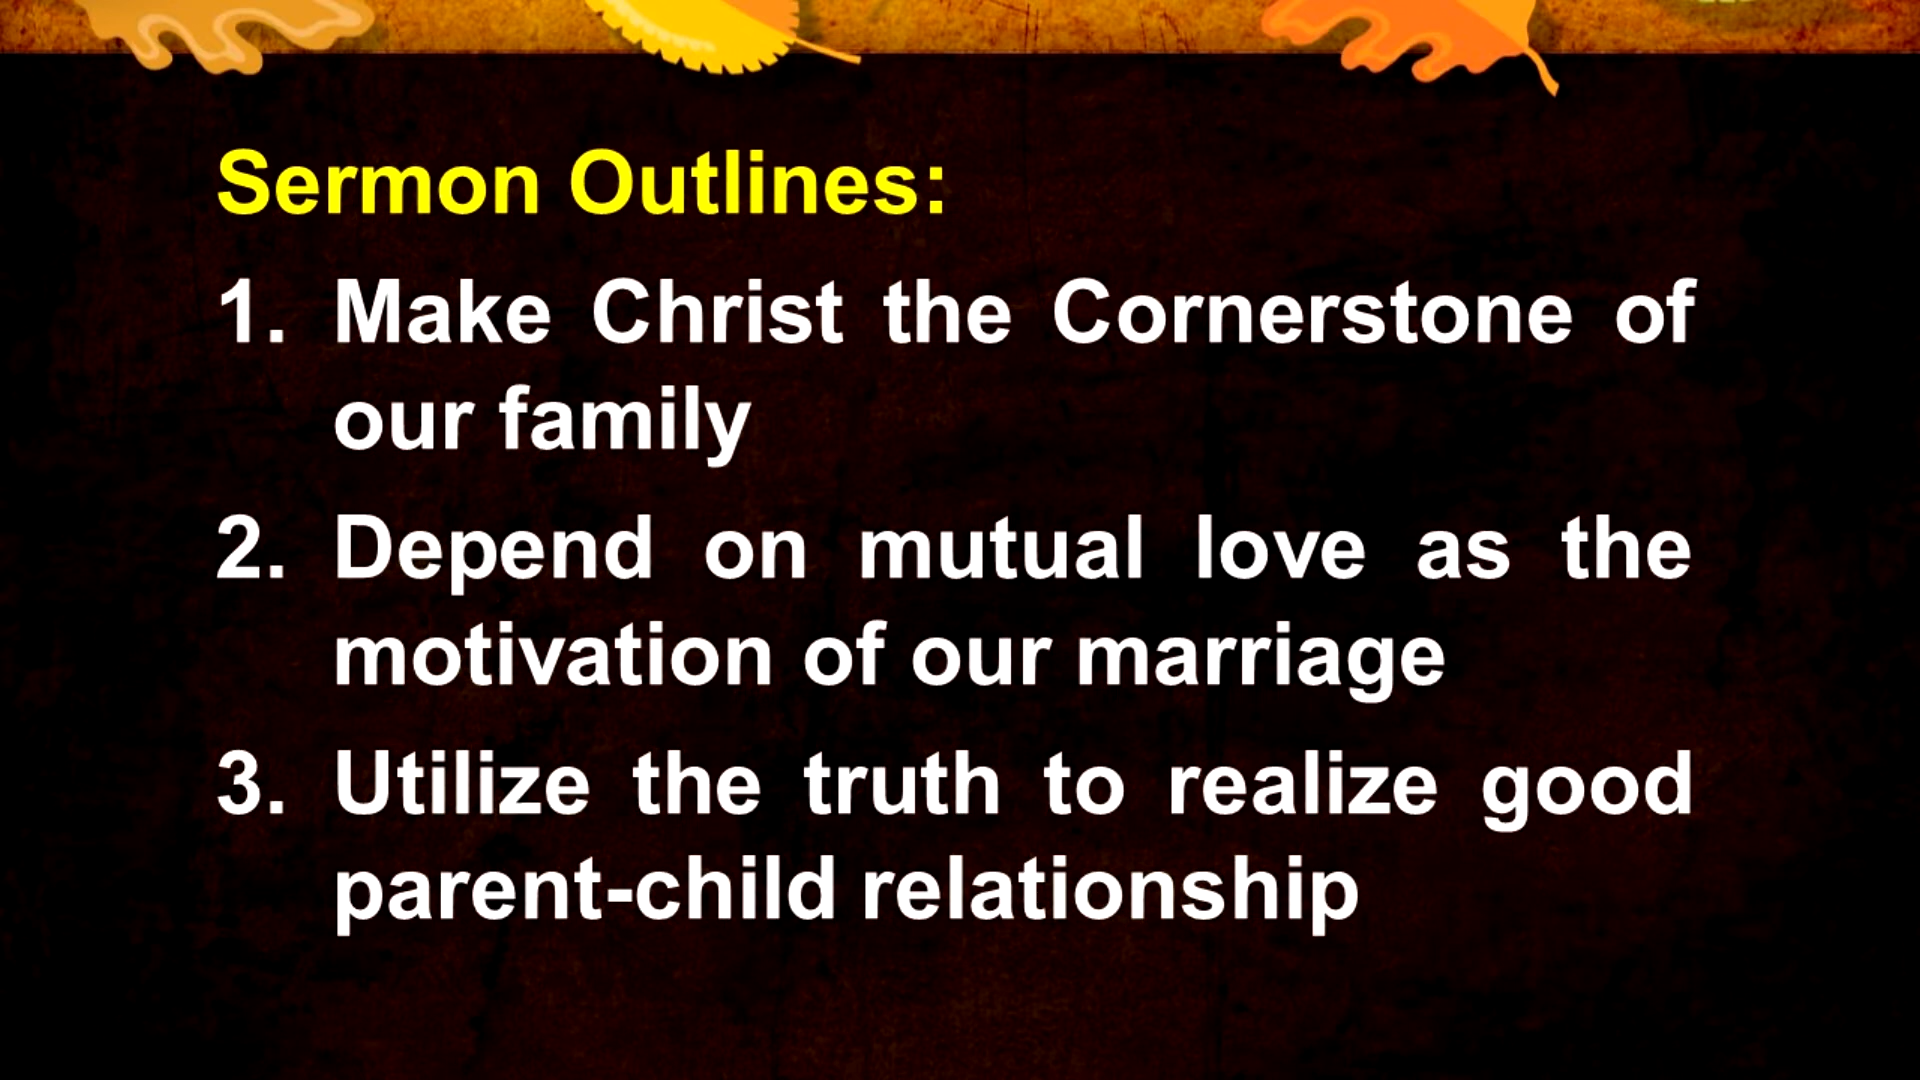 Sermon Outlines:
1. Make Christ the Cornerstone of
our family
2. Depend on mutual love as the
motivation of our marriage
3. Utilize the truth to realize good
parent-child relationship